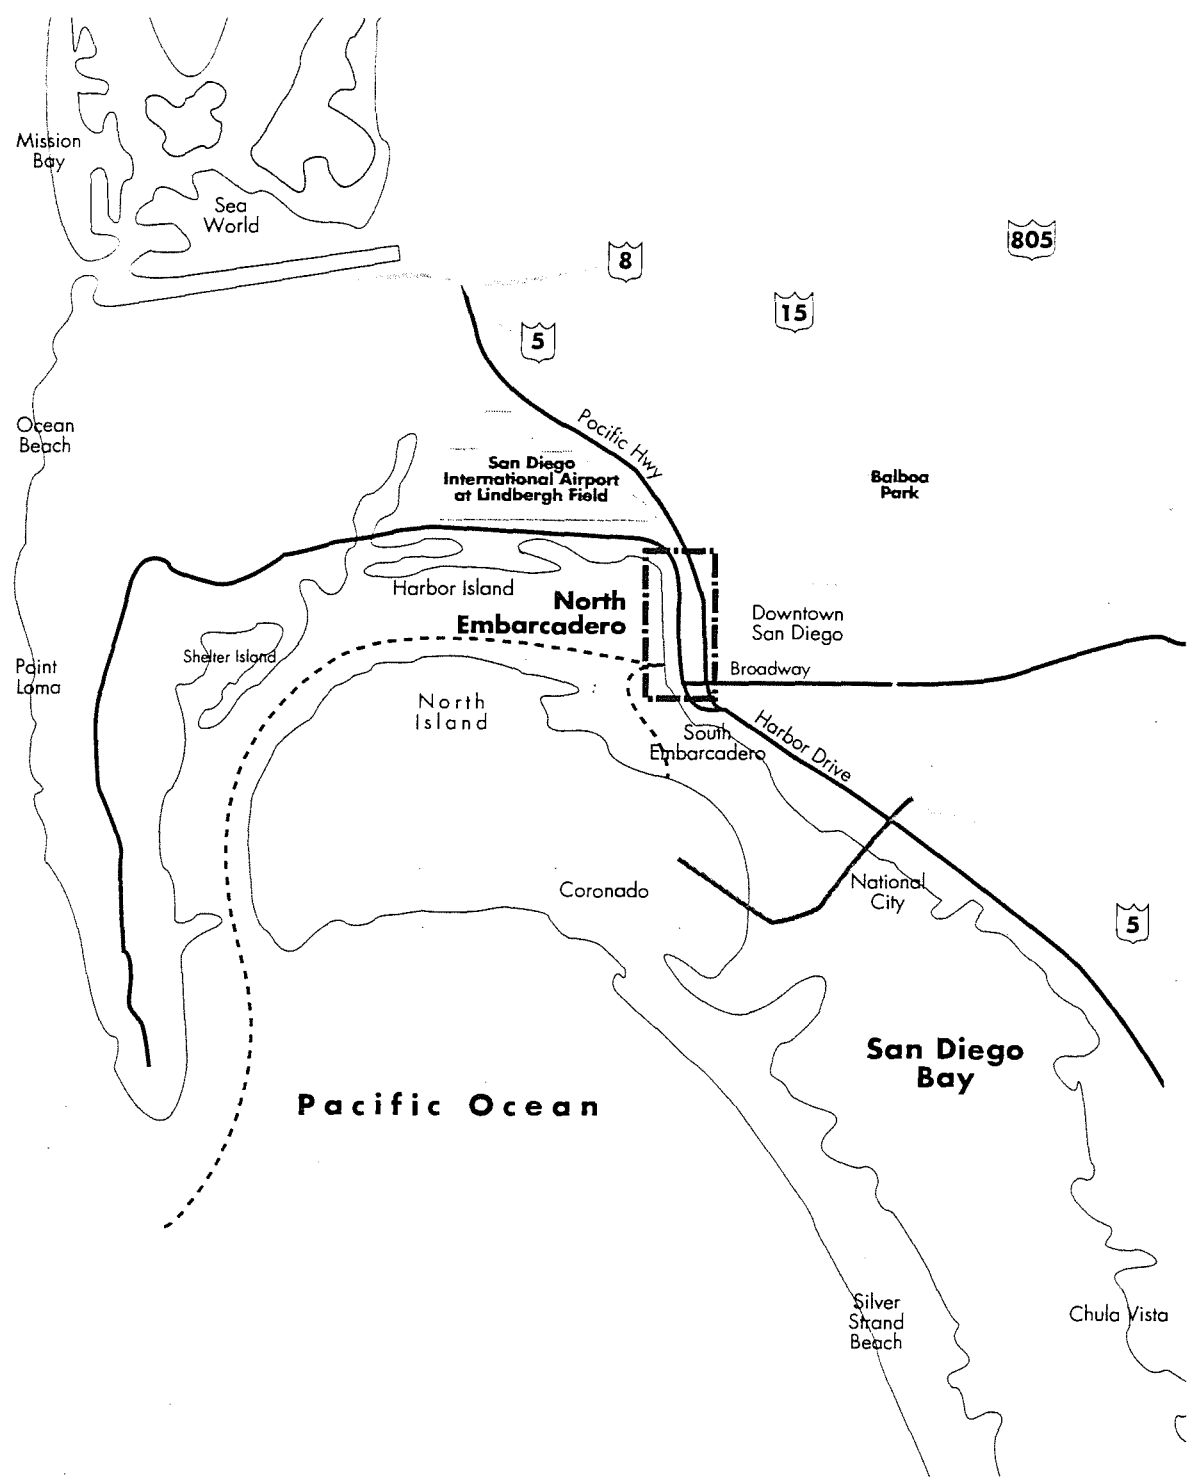 Mission
Bay
Sea
World
805
8
15
5
Pacific Hwy
Ocean
Beach
San Diego
International Airport
at Lindbergh Field
Balboa
Park
Harbor Island
North
Embarcadero
Downtown
San Diego
Shelter Island
Point
Loma
Broadway
North
Island
South
Embarcadero
Harbor Drive
Coronado
National
City
5
San Diego
Bay
Pacific Ocean
Silver
Strand
Beach
Chula Vista